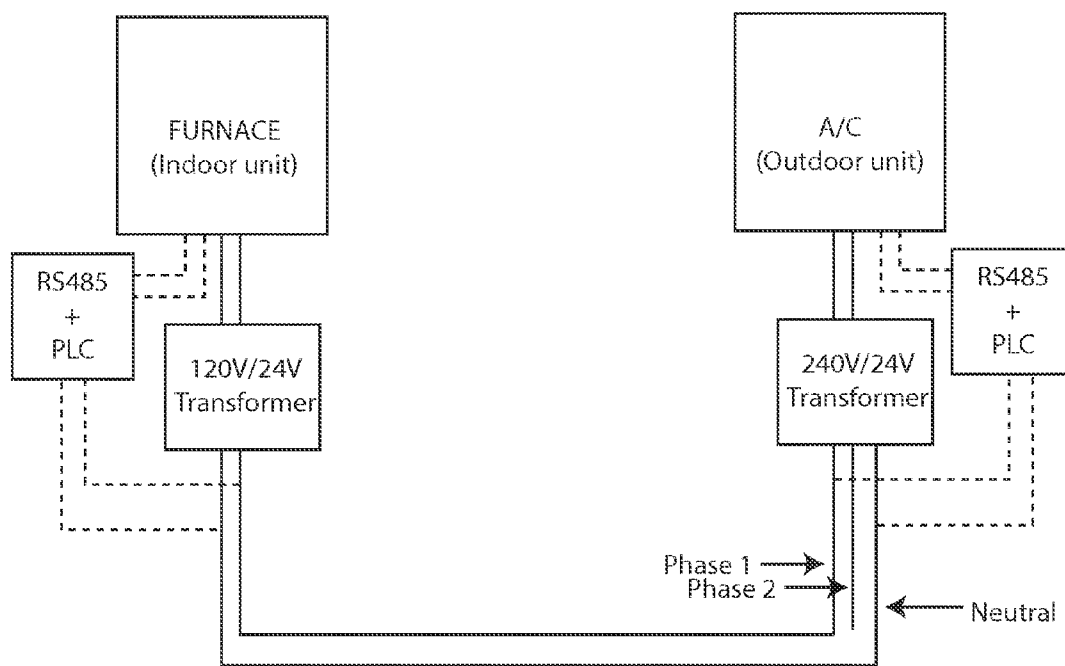 FURNACE
(Indoor unit)
A/C
(Outdoor unit)
RS485
+
PLC
120V/24V
Transformer
240V/24V
Transformer
RS485
+
PLC
Phase 1
Phase 2
Neutral